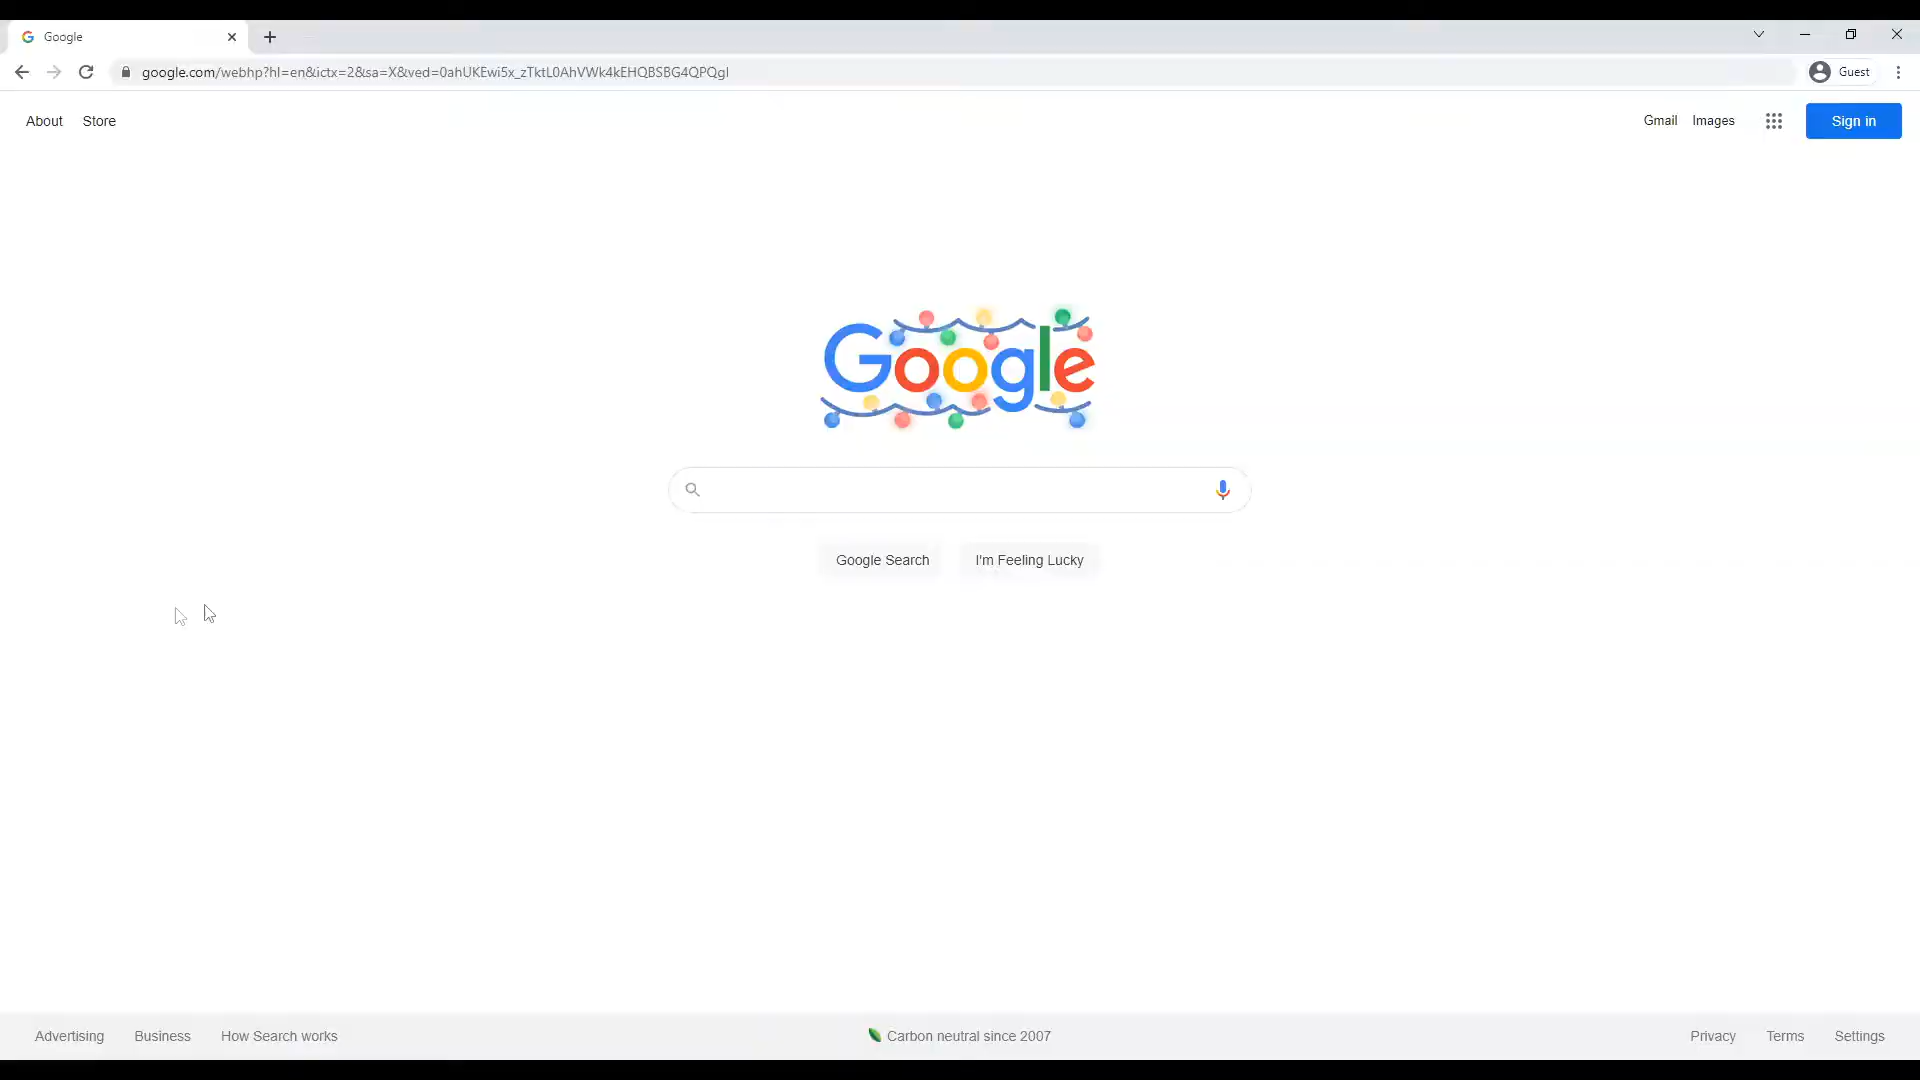 Google
google.com/webhp?hl=en&ictx=2&sa=X&ved=0ahUKEwi5x_zTktL0AhVWk4kEHQBSBG4QPQgI
Guest
About Store
Gmail Images Sign in
Google
Google Search I'm Feeling Lucky
Advertising Business How Search works Carbon neutral since 2007 Privacy Terms Settings